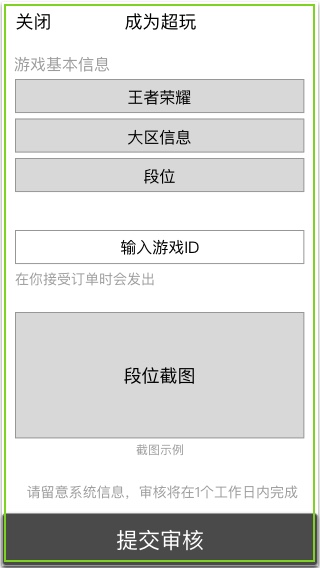 关闭 成为超玩
游戏基本信息
王者荣耀
大区信息
段位
输入游戏ID
在你接受订单时会发出
段位截图
截图示例
请留意系统信息，审核将在1个工作日内完成
提交审核